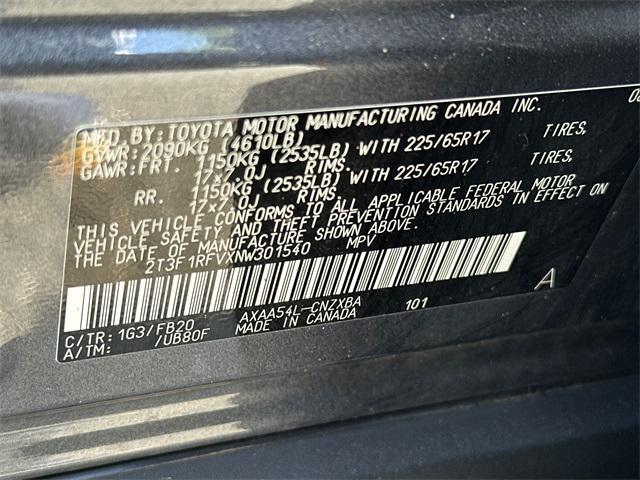 MFD. BY: TOYOTA MOTOR MANUFACTURING CANADA INC.
GVWR: 2090KG (4610LB)
GAWR: FRT. 1150KG (2535LB) WITH 225/65R17 TIRES,
17x7.0J RIMS.
RR. 1150KG (2535LB) WITH 225/65R17 TIRES,
17x7.0J RIMS.
THIS VEHICLE CONFORMS TO ALL APPLICABLE FEDERAL MOTOR
VEHICLE SAFETY AND THEFT PREVENTION STANDARDS IN EFFECT ON
THE DATE OF MANUFACTURE SHOWN ABOVE.
2T3F1RFVXNW301540 MPV
A
C/TR: 1G3/FB20 AXAA54L-CNZXBA 101
A/TM: /UB80F MADE IN CANADA